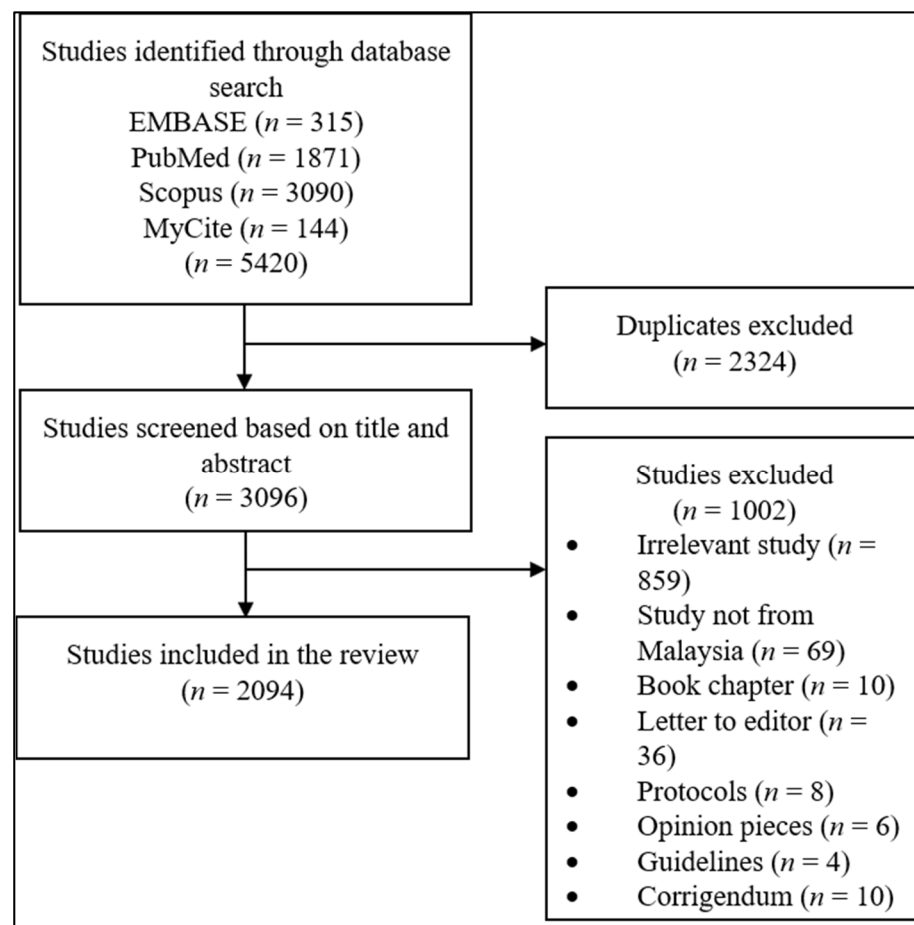 Studies identified through database
search
EMBASE (n = 315)
PubMed (n = 1871)
Scopus (n = 3090)
MyCite (n = 144)
(n = 5420)
Duplicates excluded
(n = 2324)
Studies screened based on title and
abstract
(n = 3096)
Studies excluded
(n = 1002)
• Irrelevant study (n =
859)
• Study not from
Malaysia (n = 69)
• Book chapter (n = 10)
• Letter to editor (n =
36)
• Protocols (n = 8)
• Opinion pieces (n = 6)
• Guidelines (n = 4)
• Corrigendum (n = 10)
Studies included in the review
(n = 2094)